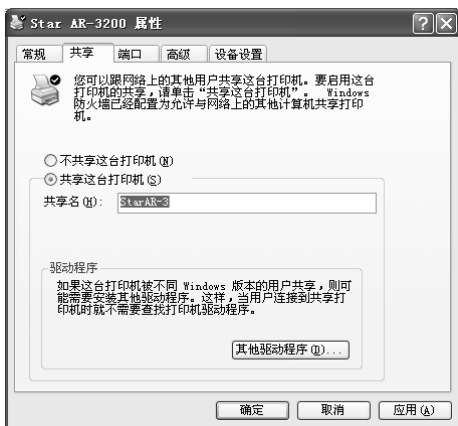 Star AR-3200 属性
常规 共享 端口 高级 设备设置
您可以跟网络上的其他用户共享这台打印机。要启用这台
打印机的共享，请单击“共享这台打印机”。 Windows
防火墙已经配置为允许与网络上的其他计算机共享打印
机。
不共享这台打印机(N)
共享这台打印机(S)
共享名(H): StarAR-3
驱动程序
如果这台打印机被不同 Windows 版本的用户共享，则可
能需要安装其他驱动程序。这样，当用户连接到共享打
印机时就不需要查找打印机驱动程序。
其他驱动程序(D)...
确定 取消 应用(A)